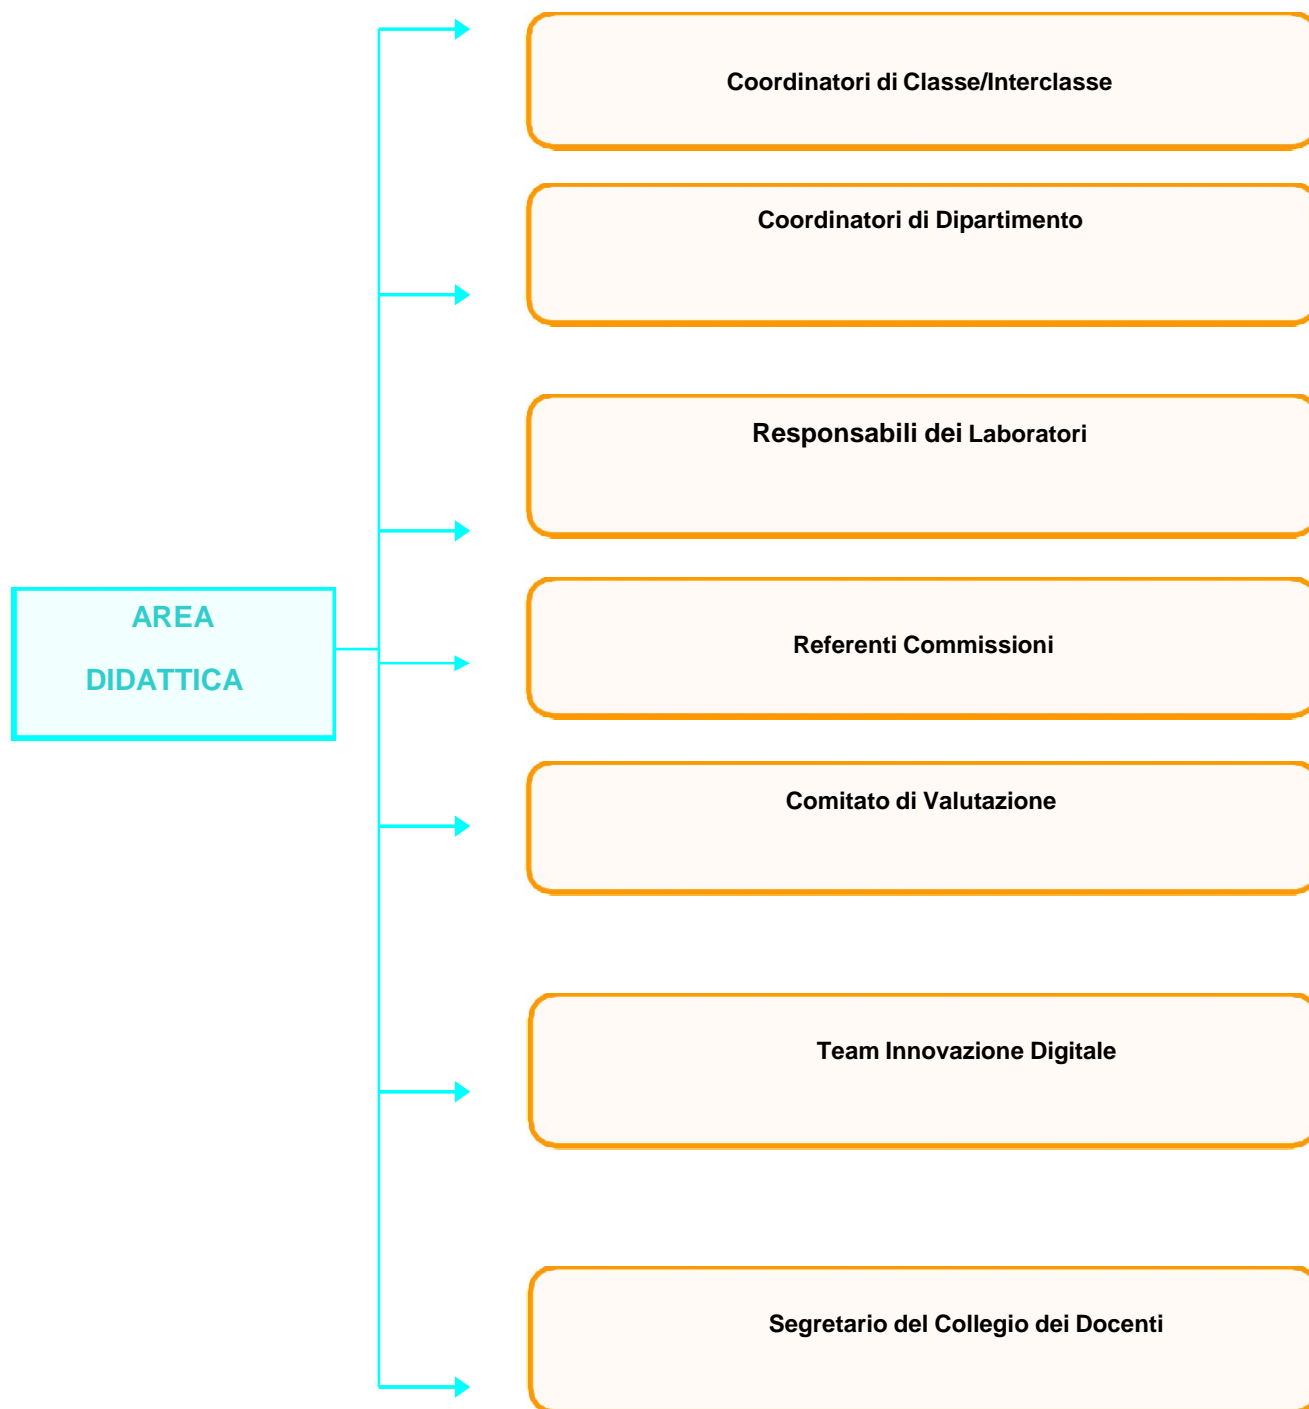 Coordinatori di Classe/Interclasse
Coordinatori di Dipartimento
Responsabili dei Laboratori
AREA
DIDATTICA
Referenti Commissioni
Comitato di Valutazione
Team Innovazione Digitale
Segretario del Collegio dei Docenti